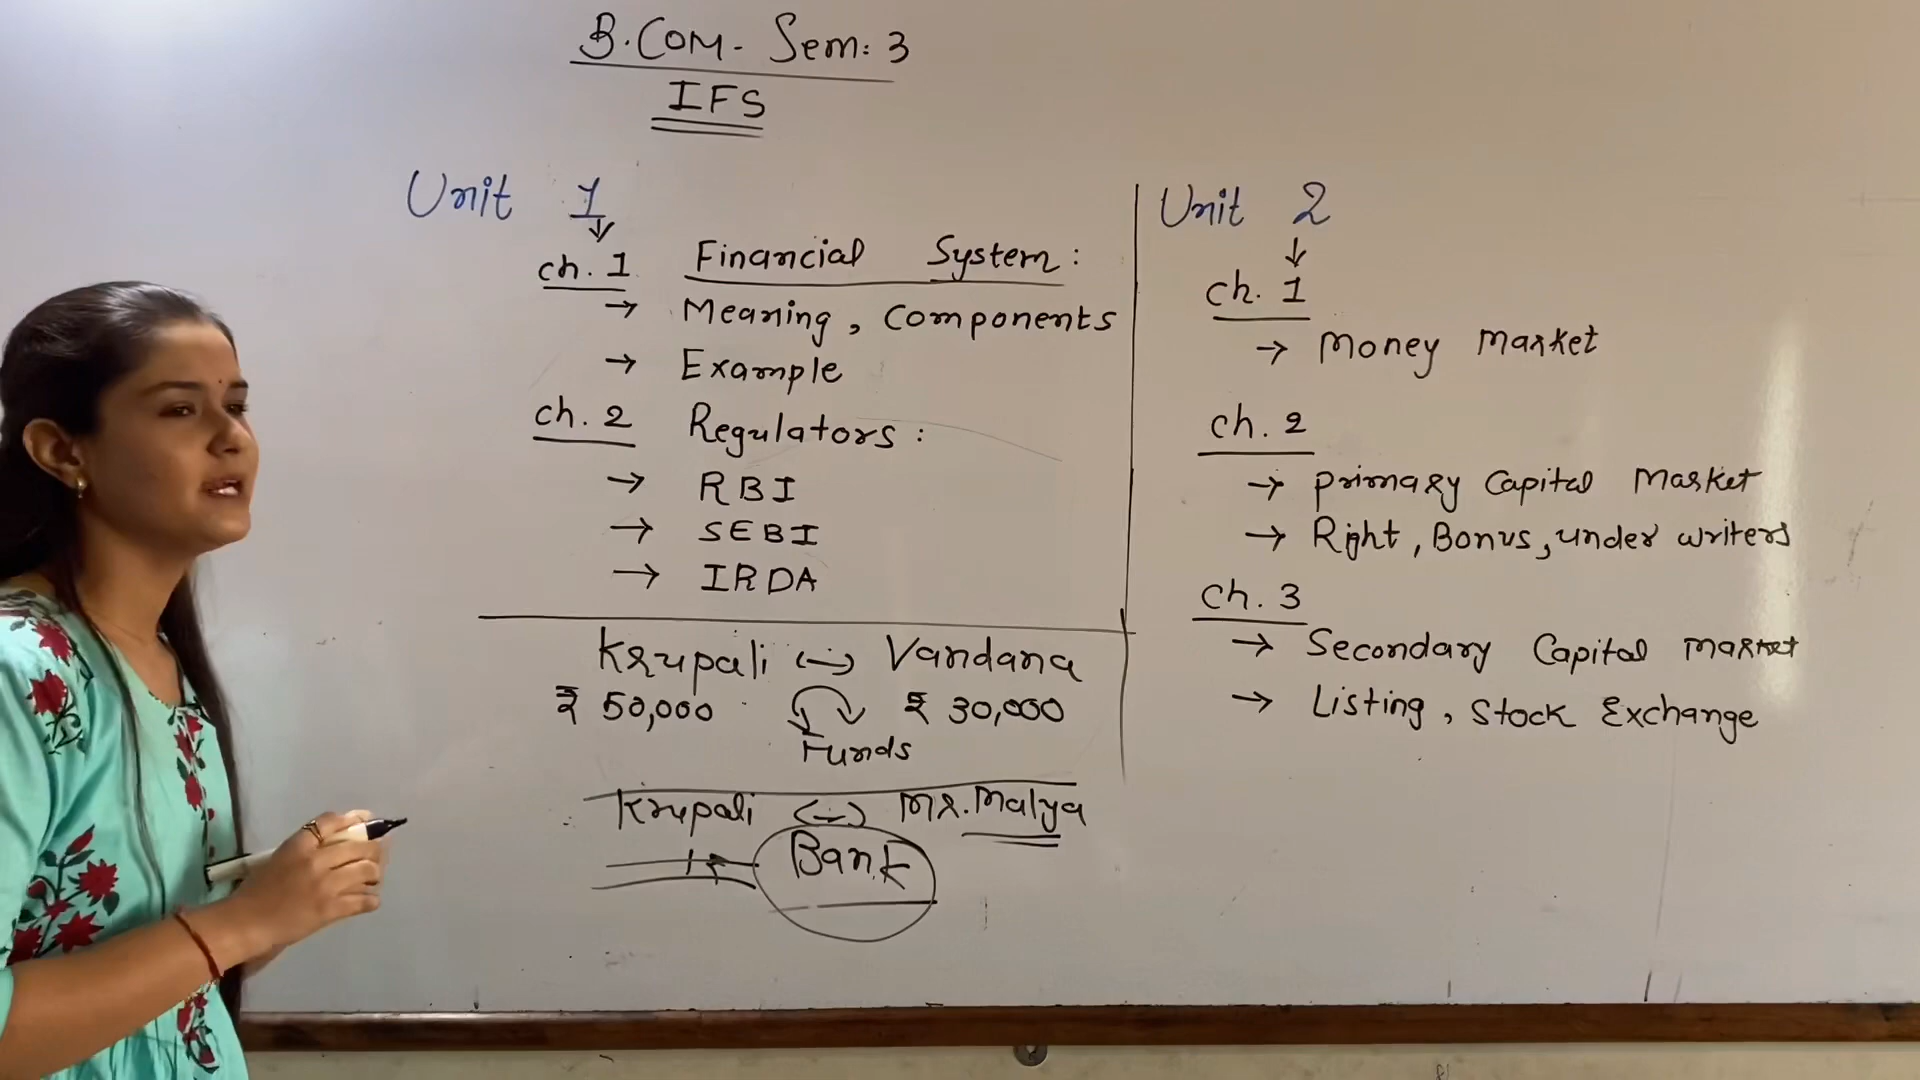 B.COM- Sem: 3
IFS
Unit 1
ch. 1 Financial System:
→ Meaning, Components
→ Example
ch. 2 Regulators:
→ RBI
→ SEBI
→ IRDA
Krupali ↔ Vandana
₹ 50,000 ₹ 30,000
Funds
Krupali ↔ Mr. Malya
Bank
Unit 2
ch. 1
→ Money Market
ch. 2
→ Primary Capital Market
→ Right, Bonus, under writers
ch. 3
→ Secondary Capital Market
→ Listing, Stock Exchange